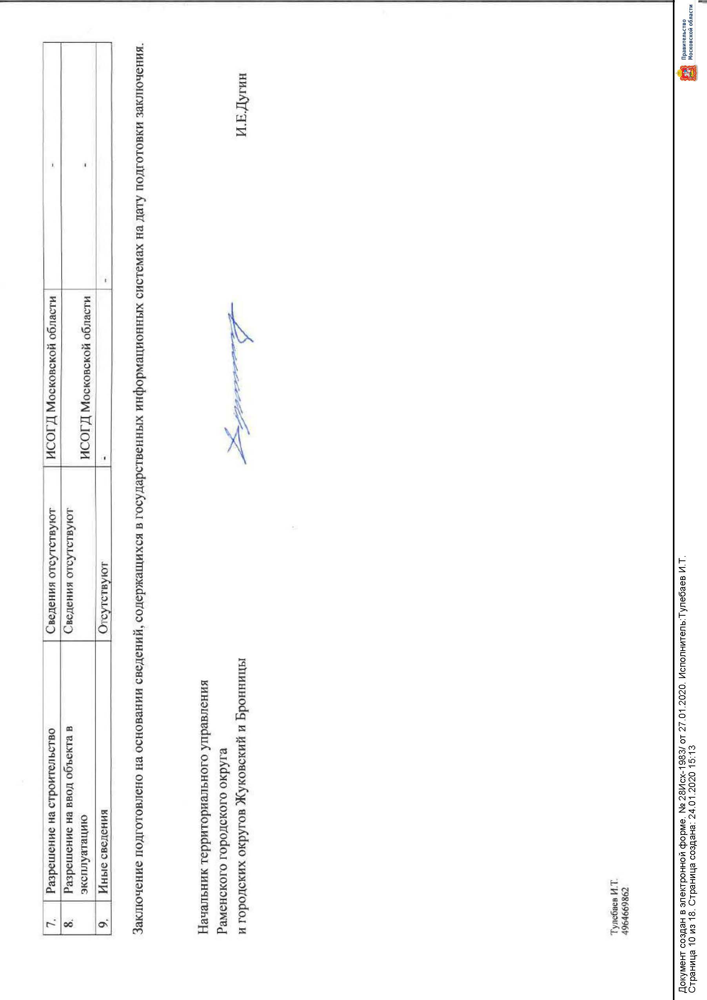 7. Разрешение на строительство Сведения отсутствуют ИСОГД Московской области -
8. Разрешение на ввод объекта в Сведения отсутствуют
эксплуатацию ИСОГД Московской области -
9. Иные сведения Отсутствуют - -
Заключение подготовлено на основании сведений, содержащихся в государственных информационных системах на дату подготовки заключения.
Начальник территориального управления
Раменского городского округа
и городских округов Жуковский и Бронницы И.Е.Дугин
Тулебаев И.Т.
4964669862
Документ создан в электронной форме. № 28Исх-1983/ от 27.01.2020. Исполнитель:Тулебаев И.Т.
Страница 10 из 18. Страница создана: 24.01.2020 15:13
Правительство
Московской области